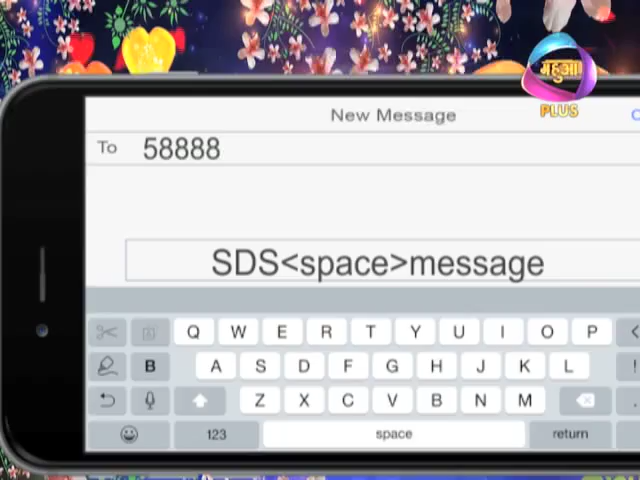 महुआ
PLUS
New Message
To 58888
SDS<space>message
Q W E R T Y U I O P
B A S D F G H J K L !
Z X C V B N M .
123 space return